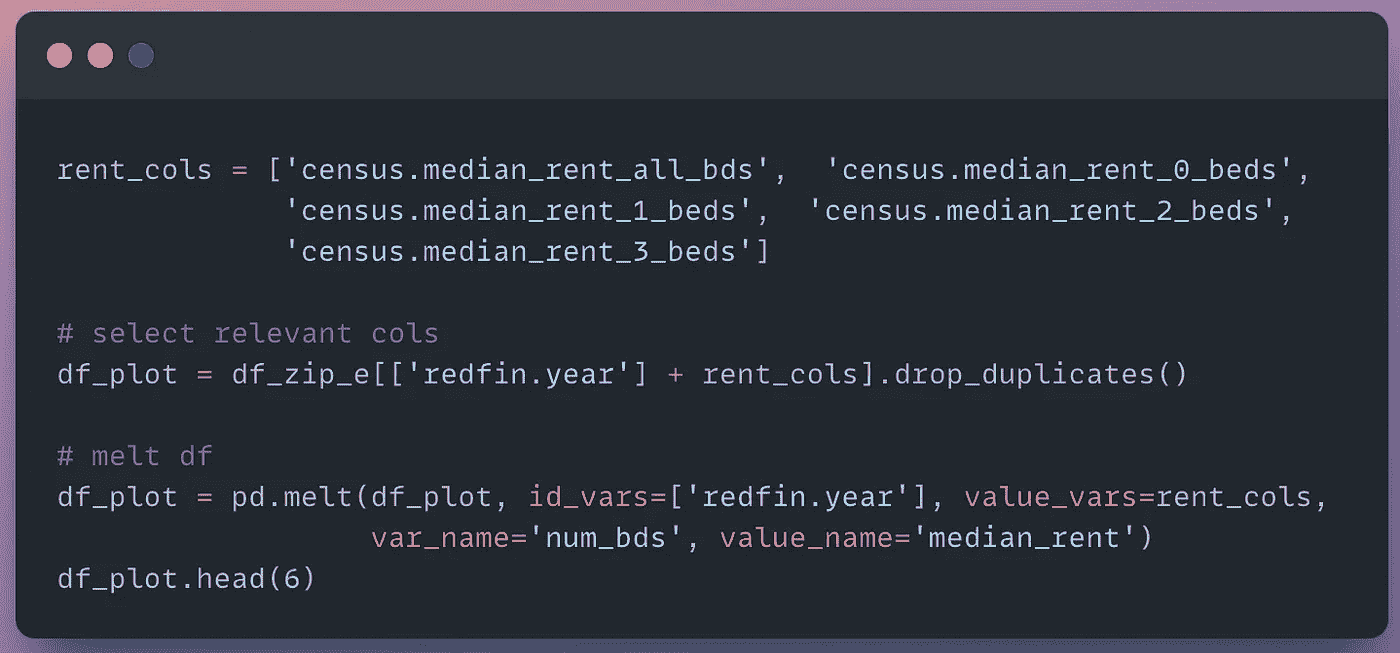 rent_cols = ['census.median_rent_all_bds',  'census.median_rent_0_beds',
'census.median_rent_1_beds',  'census.median_rent_2_beds',
'census.median_rent_3_beds']
# select relevant cols
df_plot = df_zip_e[['redfin.year'] + rent_cols].drop_duplicates()
# melt df
df_plot = pd.melt(df_plot, id_vars=['redfin.year'], value_vars=rent_cols,
var_name='num_bds', value_name='median_rent')
df_plot.head(6)